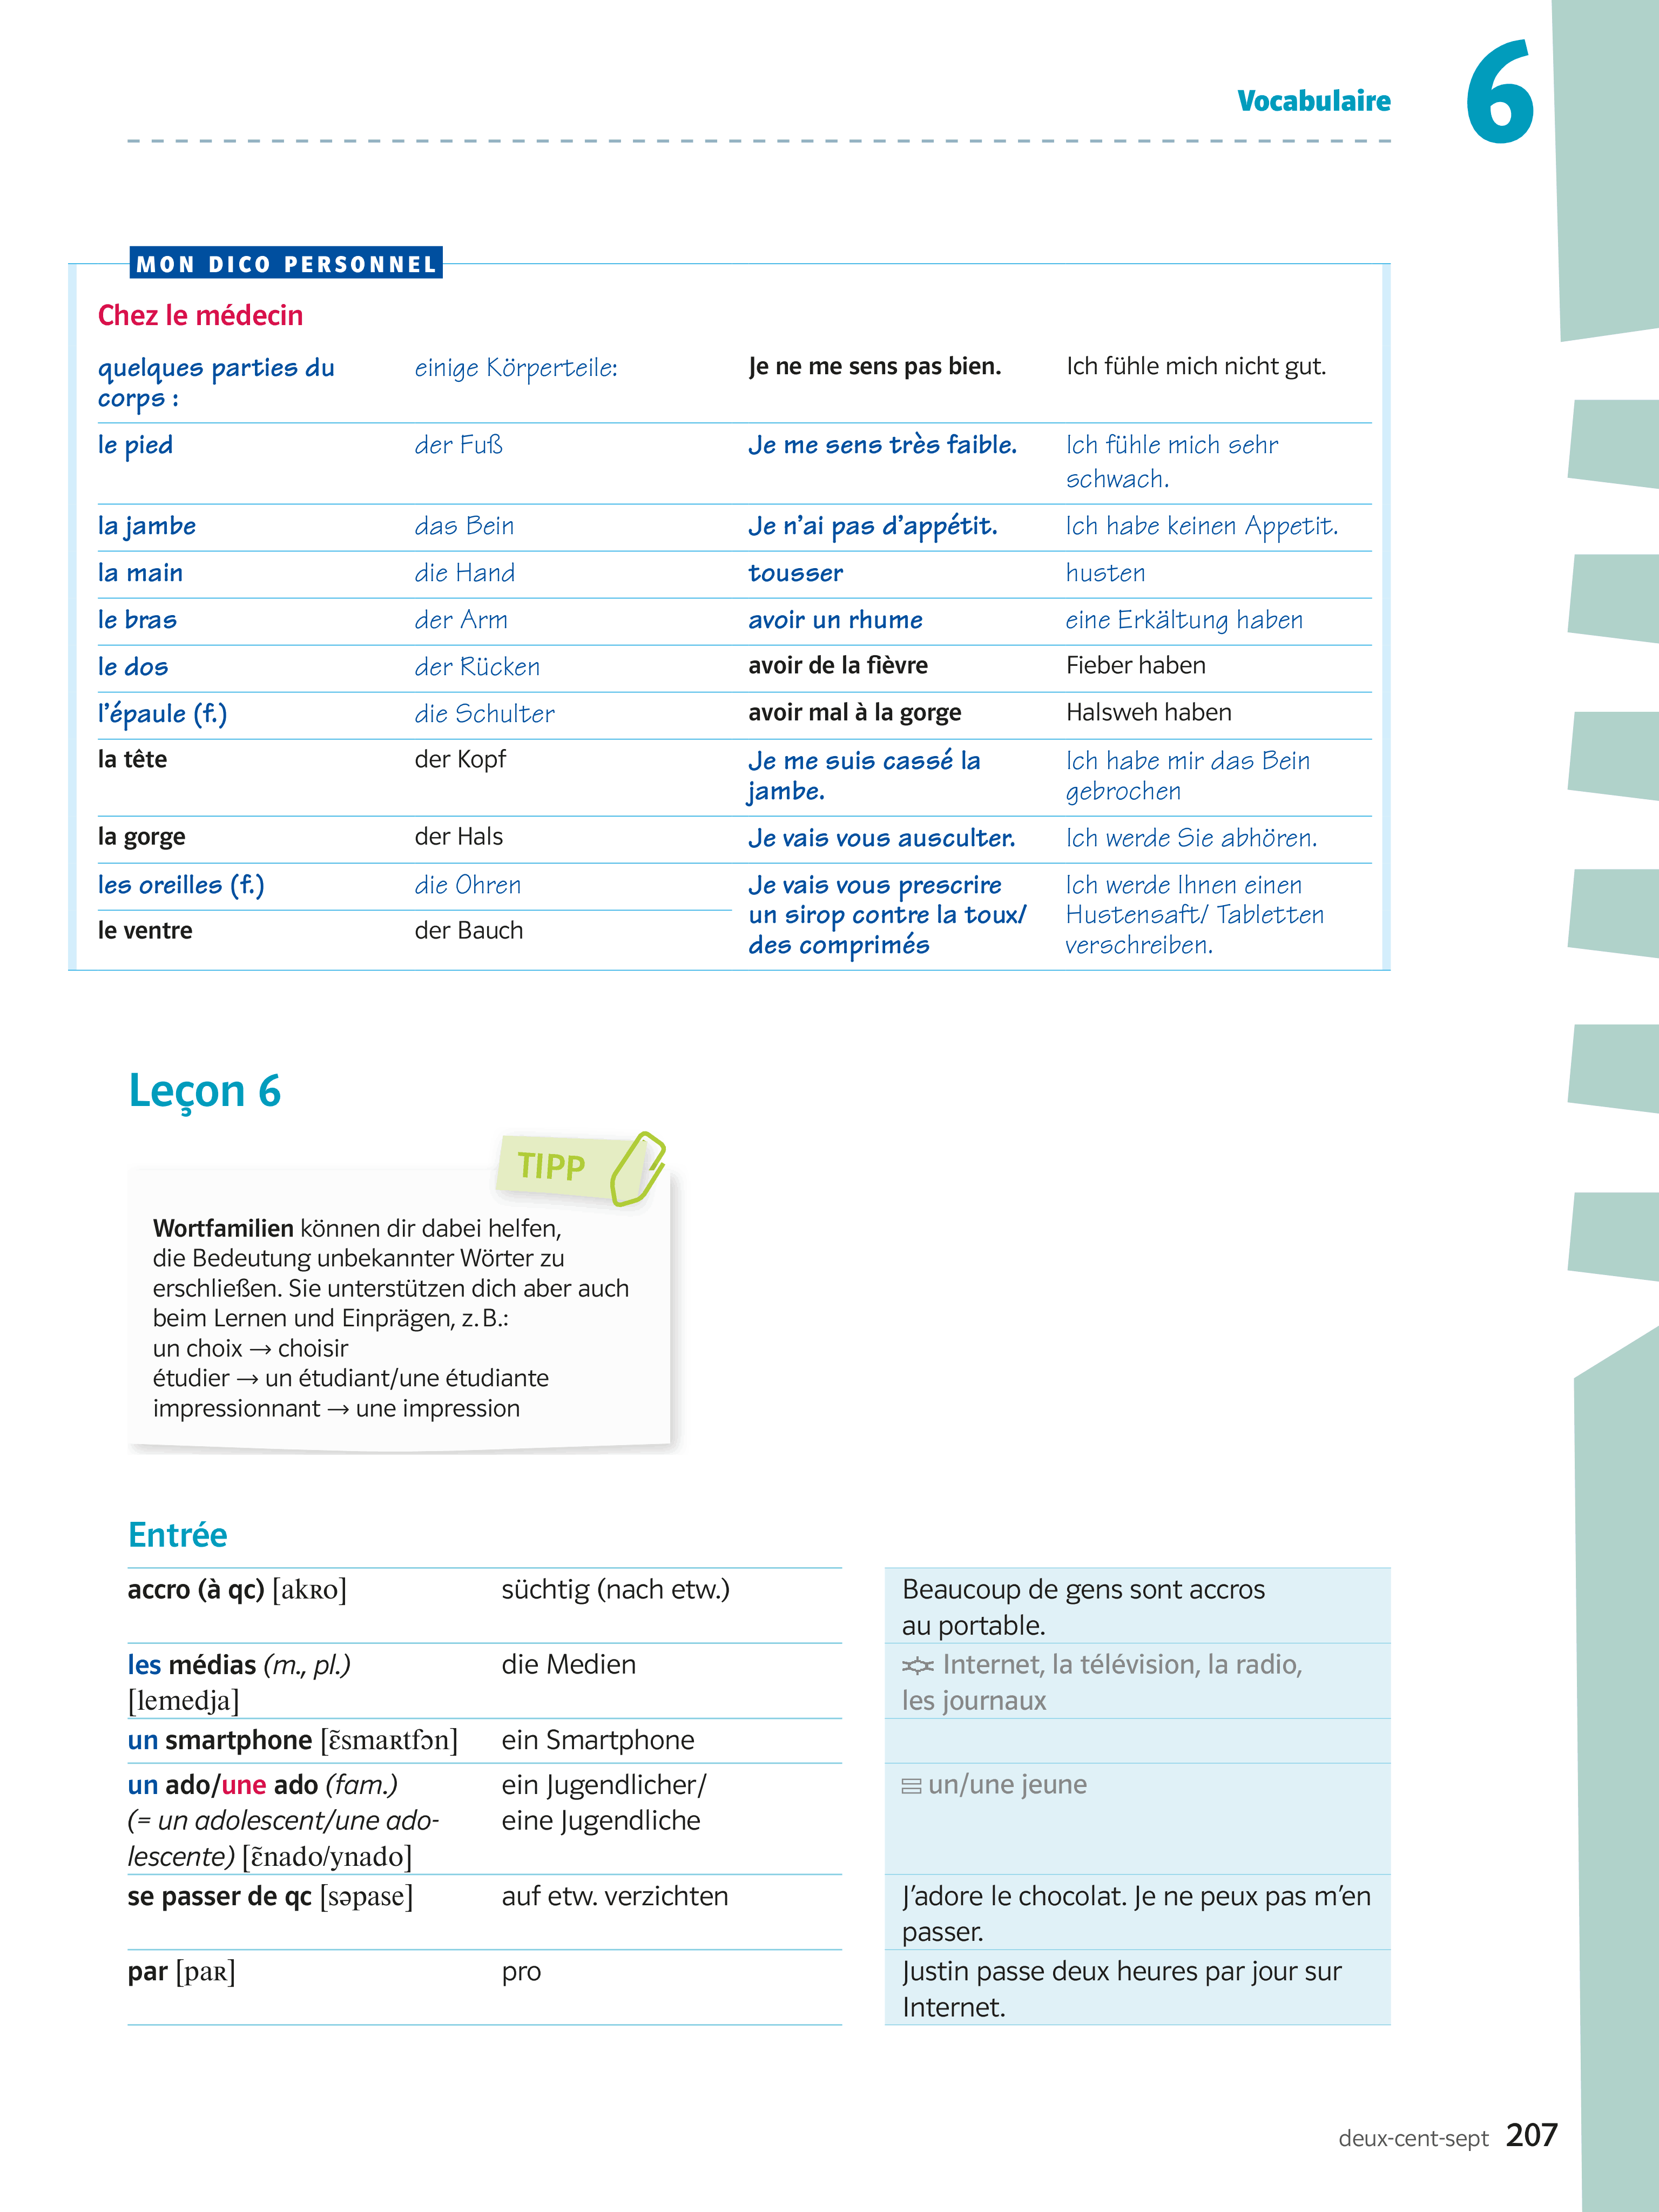 Vocabulaire 6
MON DICO PERSONNEL
Chez le médecin
quelques parties du
corps :
einige Körperteile:
le pied der Fuß
la jambe das Bein
la main die Hand
le bras der Arm
le dos der Rücken
l'épaule (f.) die Schulter
la tête der Kopf
la gorge der Hals
les oreilles (f.) die Ohren
le ventre der Bauch
Je ne me sens pas bien. Ich fühle mich nicht gut.
Je me sens très faible. Ich fühle mich sehr
schwach.
Je n'ai pas d'appétit. Ich habe keinen Appetit.
tousser husten
avoir un rhume eine Erkältung haben
avoir de la fièvre Fieber haben
avoir mal à la gorge Halsweh haben
Je me suis cassé la
jambe.
Ich habe mir das Bein
gebrochen
Je vais vous ausculter. Ich werde Sie abhören.
Je vais vous prescrire
un sirop contre la toux/
des comprimés
Ich werde Ihnen einen
Hustensaft/ Tabletten
verschreiben.
Leçon 6
TIPP
Wortfamilien können dir dabei helfen,
die Bedeutung unbekannter Wörter zu
erschließen. Sie unterstützen dich aber auch
beim Lernen und Einprägen, z. B.:
un choix → choisir
étudier → un étudiant/une étudiante
impressionnant → une impression
Entrée
accro (à qc) [akʀo] süchtig (nach etw.)
Beaucoup de gens sont accros
au portable.
les médias (m., pl.)
[lemedja]
die Medien
Internet, la télévision, la radio,
les journaux
un smartphone [ɛ̃smaʀtfɔn] ein Smartphone
un ado/une ado (fam.)
(= un adolescent/une ado-
lescente) [ɛ̃nado/ynado]
ein Jugendlicher/
eine Jugendliche
un/une jeune
se passer de qc [səpase] auf etw. verzichten
J'adore le chocolat. Je ne peux pas m'en
passer.
par [paʀ] pro
Justin passe deux heures par jour sur
Internet.
deux-cent-sept 207